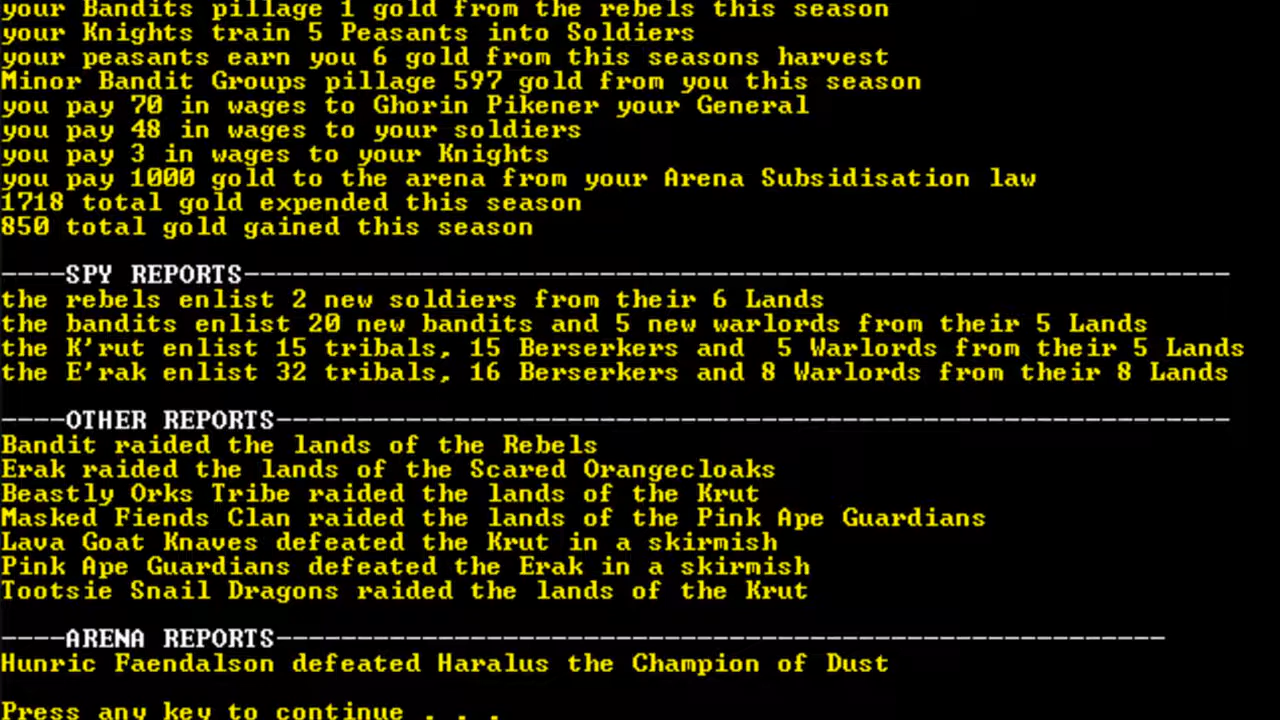 your Bandits pillage 1 gold from the rebels this season
your Knights train 5 Peasants into Soldiers
your peasants earn you 6 gold from this seasons harvest
Minor Bandit Groups pillage 597 gold from you this season
you pay 70 in wages to Ghorin Pikener your General
you pay 48 in wages to your soldiers
you pay 3 in wages to your Knights
you pay 1000 gold to the arena from your Arena Subsidisation law
1718 total gold expended this season
850 total gold gained this season
----SPY REPORTS-------------------------------------------------------------
the rebels enlist 2 new soldiers from their 6 Lands
the bandits enlist 20 new bandits and 5 new warlords from their 5 Lands
the K'rut enlist 15 tribals, 15 Berserkers and  5 Warlords from their 5 Lands
the E'rak enlist 32 tribals, 16 Berserkers and 8 Warlords from their 8 Lands
----OTHER REPORTS-----------------------------------------------------------
Bandit raided the lands of the Rebels
Erak raided the lands of the Scared Orangecloaks
Beastly Orks Tribe raided the lands of the Krut
Masked Fiends Clan raided the lands of the Pink Ape Guardians
Lava Goat Knaves defeated the Krut in a skirmish
Pink Ape Guardians defeated the Erak in a skirmish
Tootsie Snail Dragons raided the lands of the Krut
----ARENA REPORTS-------------------------------------------------------
Hunric Faendalson defeated Haralus the Champion of Dust
Press any key to continue . . .